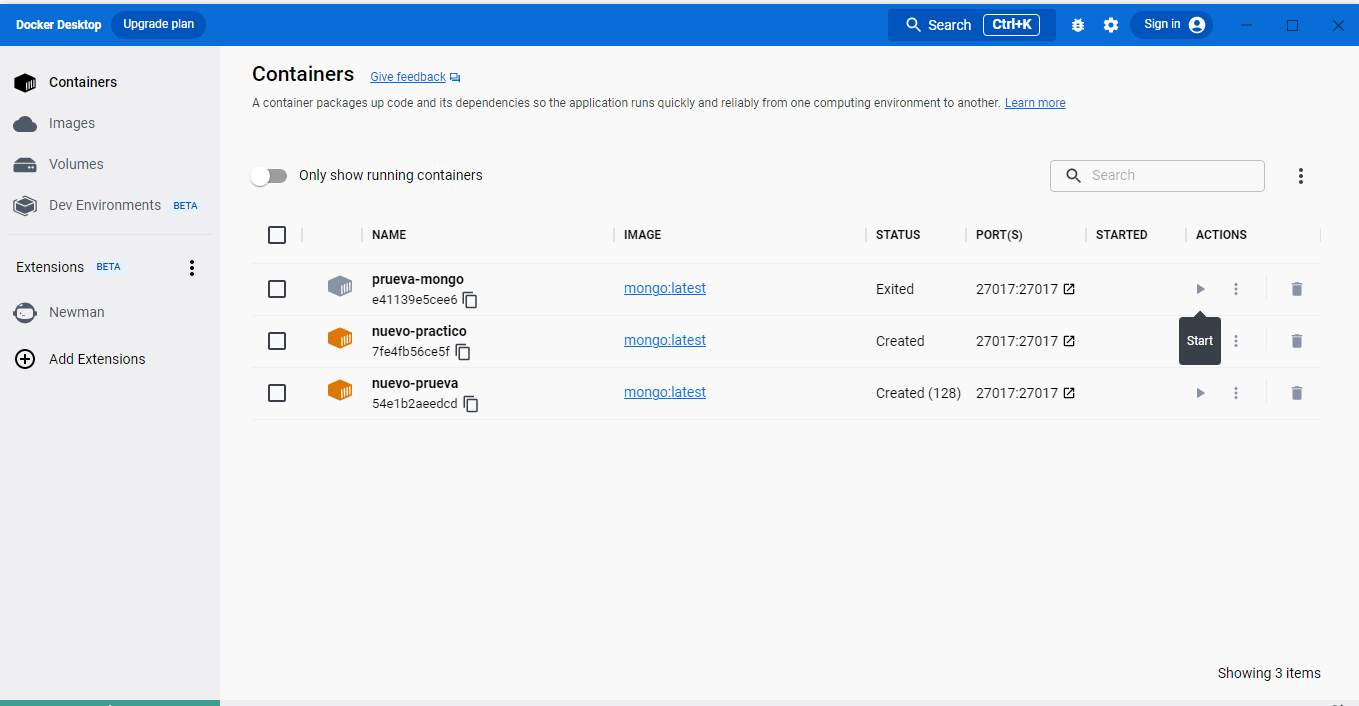 Docker Desktop Upgrade plan Search Ctrl+K Sign in
Containers
Images
Volumes
Dev Environments BETA
Extensions BETA
Newman
Add Extensions
Containers Give feedback
A container packages up code and its dependencies so the application runs quickly and reliably from one computing environment to another. Learn more
Only show running containers Search
NAME IMAGE STATUS PORT(S) STARTED ACTIONS
prueva-mongo
e41139e5cee6 mongo:latest Exited 27017:27017
nuevo-practico
7fe4fb56ce5f mongo:latest Created 27017:27017 Start
nuevo-prueva
54e1b2aeedcd mongo:latest Created (128) 27017:27017
Showing 3 items